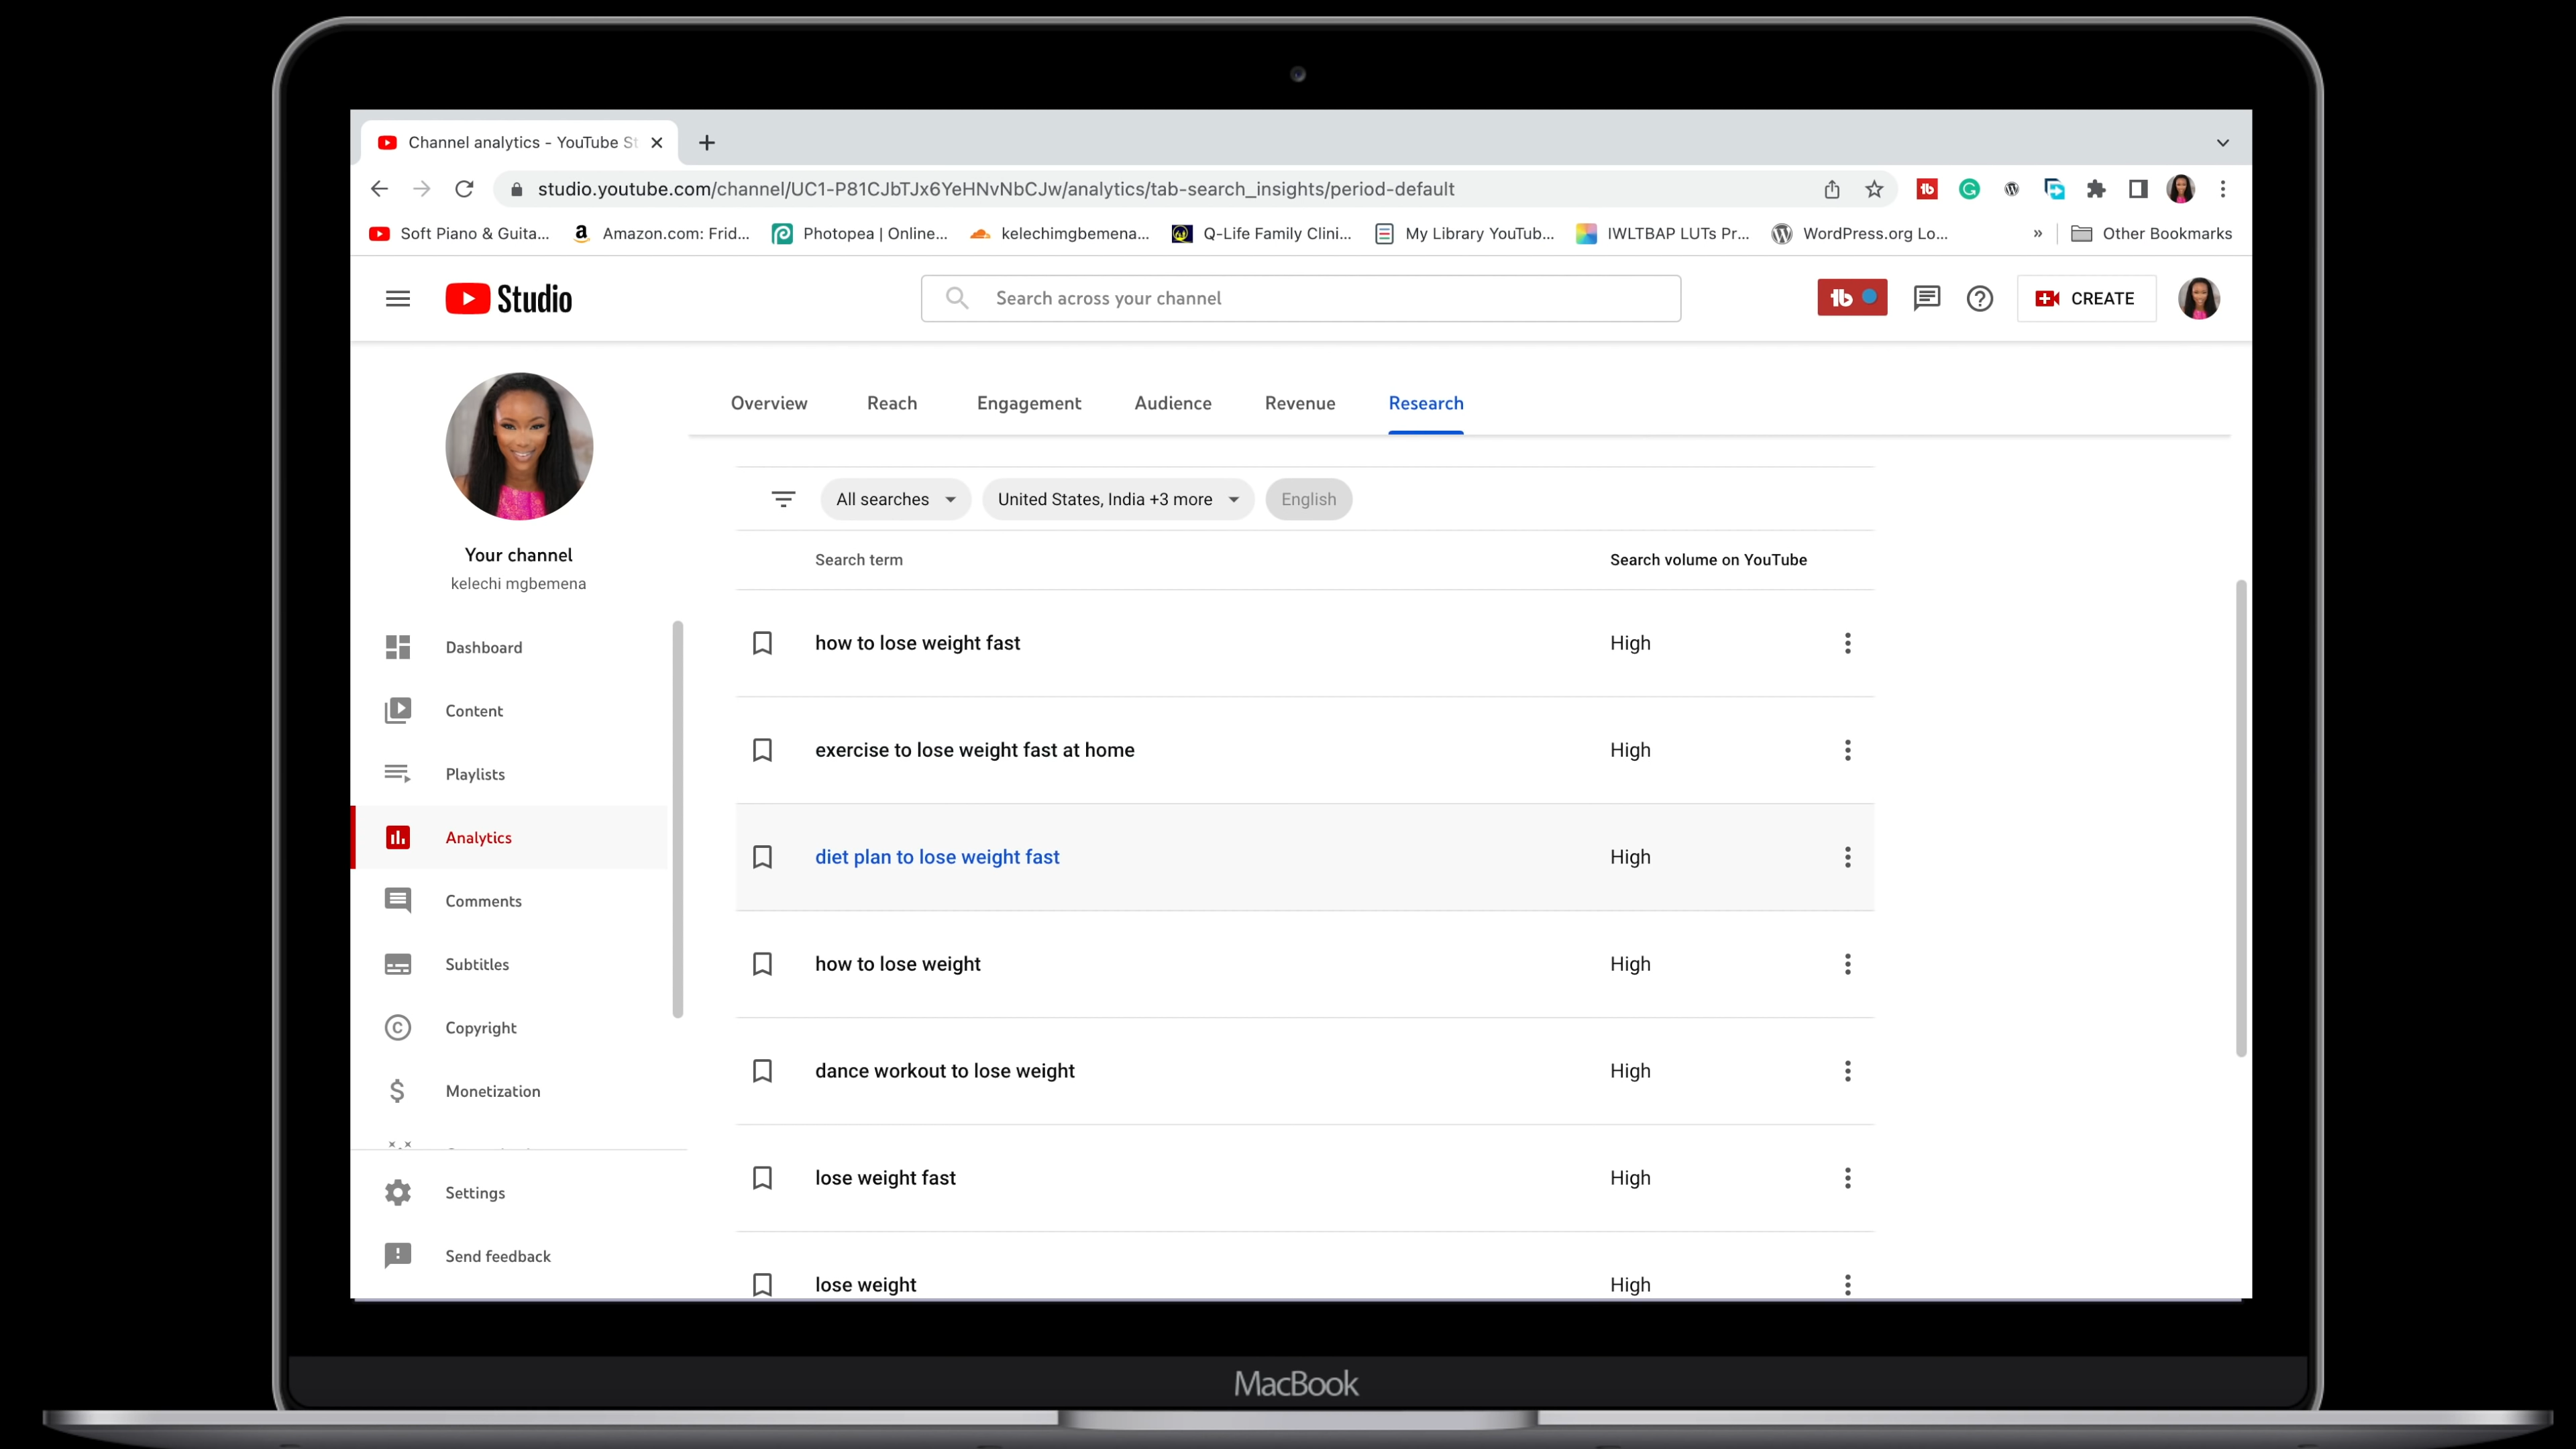 Channel analytics - YouTube St
studio.youtube.com/channel/UC1-P81CJbTJx6YeHNvNbCJw/analytics/tab-search_insights/period-default
Soft Piano & Guita... Amazon.com: Frid... Photopea | Online... kelechimgbemena... Q-Life Family Clini... My Library YouTub... IWLTBAP LUTs Pr... WordPress.org Lo... » Other Bookmarks
Studio Search across your channel CREATE
Overview Reach Engagement Audience Revenue Research
All searches United States, India +3 more English
Your channel
kelechi mgbemena
Dashboard
Content
Playlists
Analytics
Comments
Subtitles
Copyright
Monetization
Settings
Send feedback
Search term Search volume on YouTube
how to lose weight fast High
exercise to lose weight fast at home High
diet plan to lose weight fast High
how to lose weight High
dance workout to lose weight High
lose weight fast High
lose weight High
MacBook